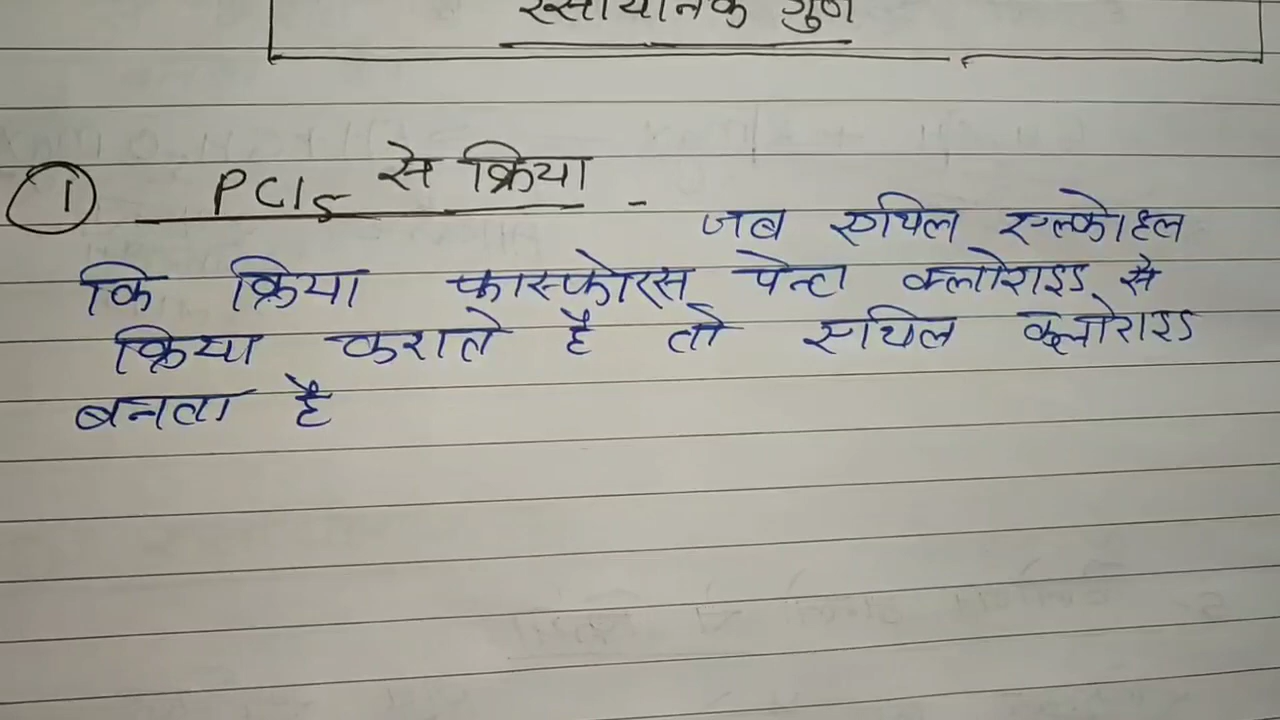 रसायनिक गुण
① PCl5 से क्रिया -
जब एथिल एल्कोहल
कि क्रिया फास्फोरस पेन्टा क्लोराइड से
क्रिया कराते है तो एथिल क्लोराइड
बनता है